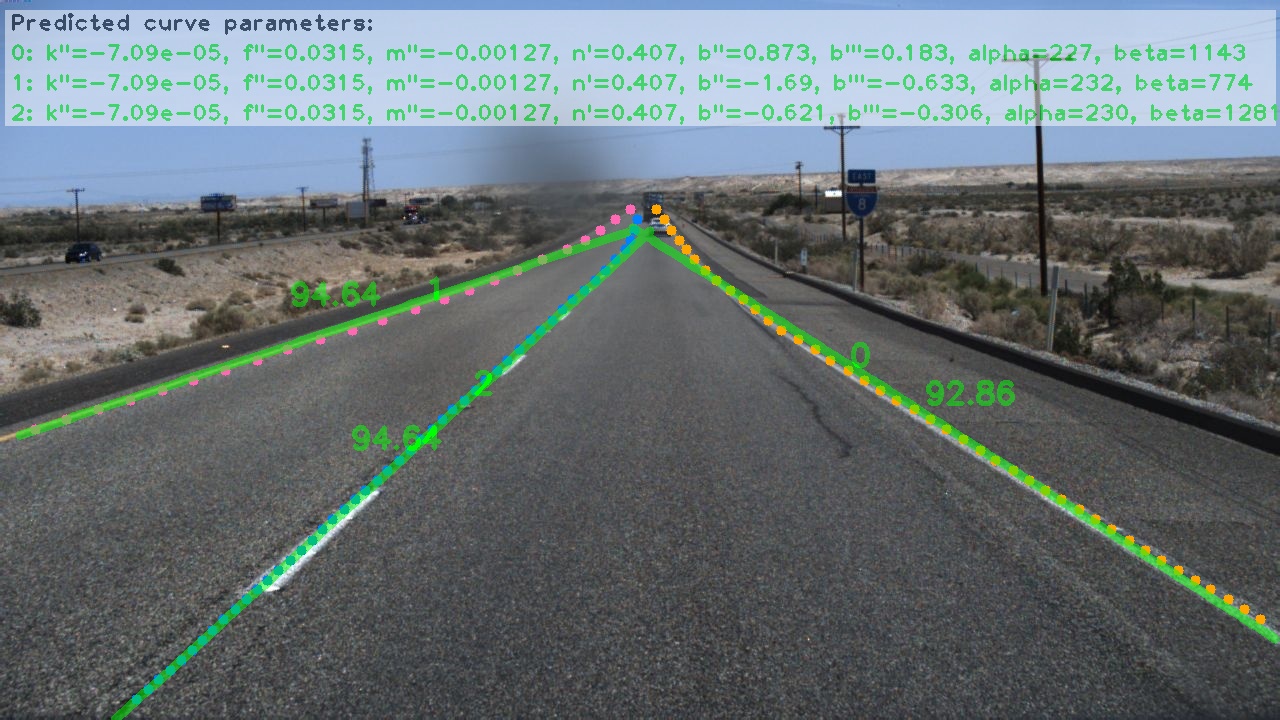 Predicted curve parameters:
0: k''=-7.09e-05, f''=0.0315, m''=-0.00127, n'=0.407, b''=0.873, b'''=0.183, alpha=227, beta=1143
1: k''=-7.09e-05, f''=0.0315, m''=-0.00127, n'=0.407, b''=-1.69, b'''=-0.633, alpha=232, beta=774
2: k''=-7.09e-05, f''=0.0315, m''=-0.00127, n'=0.407, b''=-0.621, b'''=-0.306, alpha=230, beta=1281
EAST
8
94.64
1
0
2
92.86
94.64